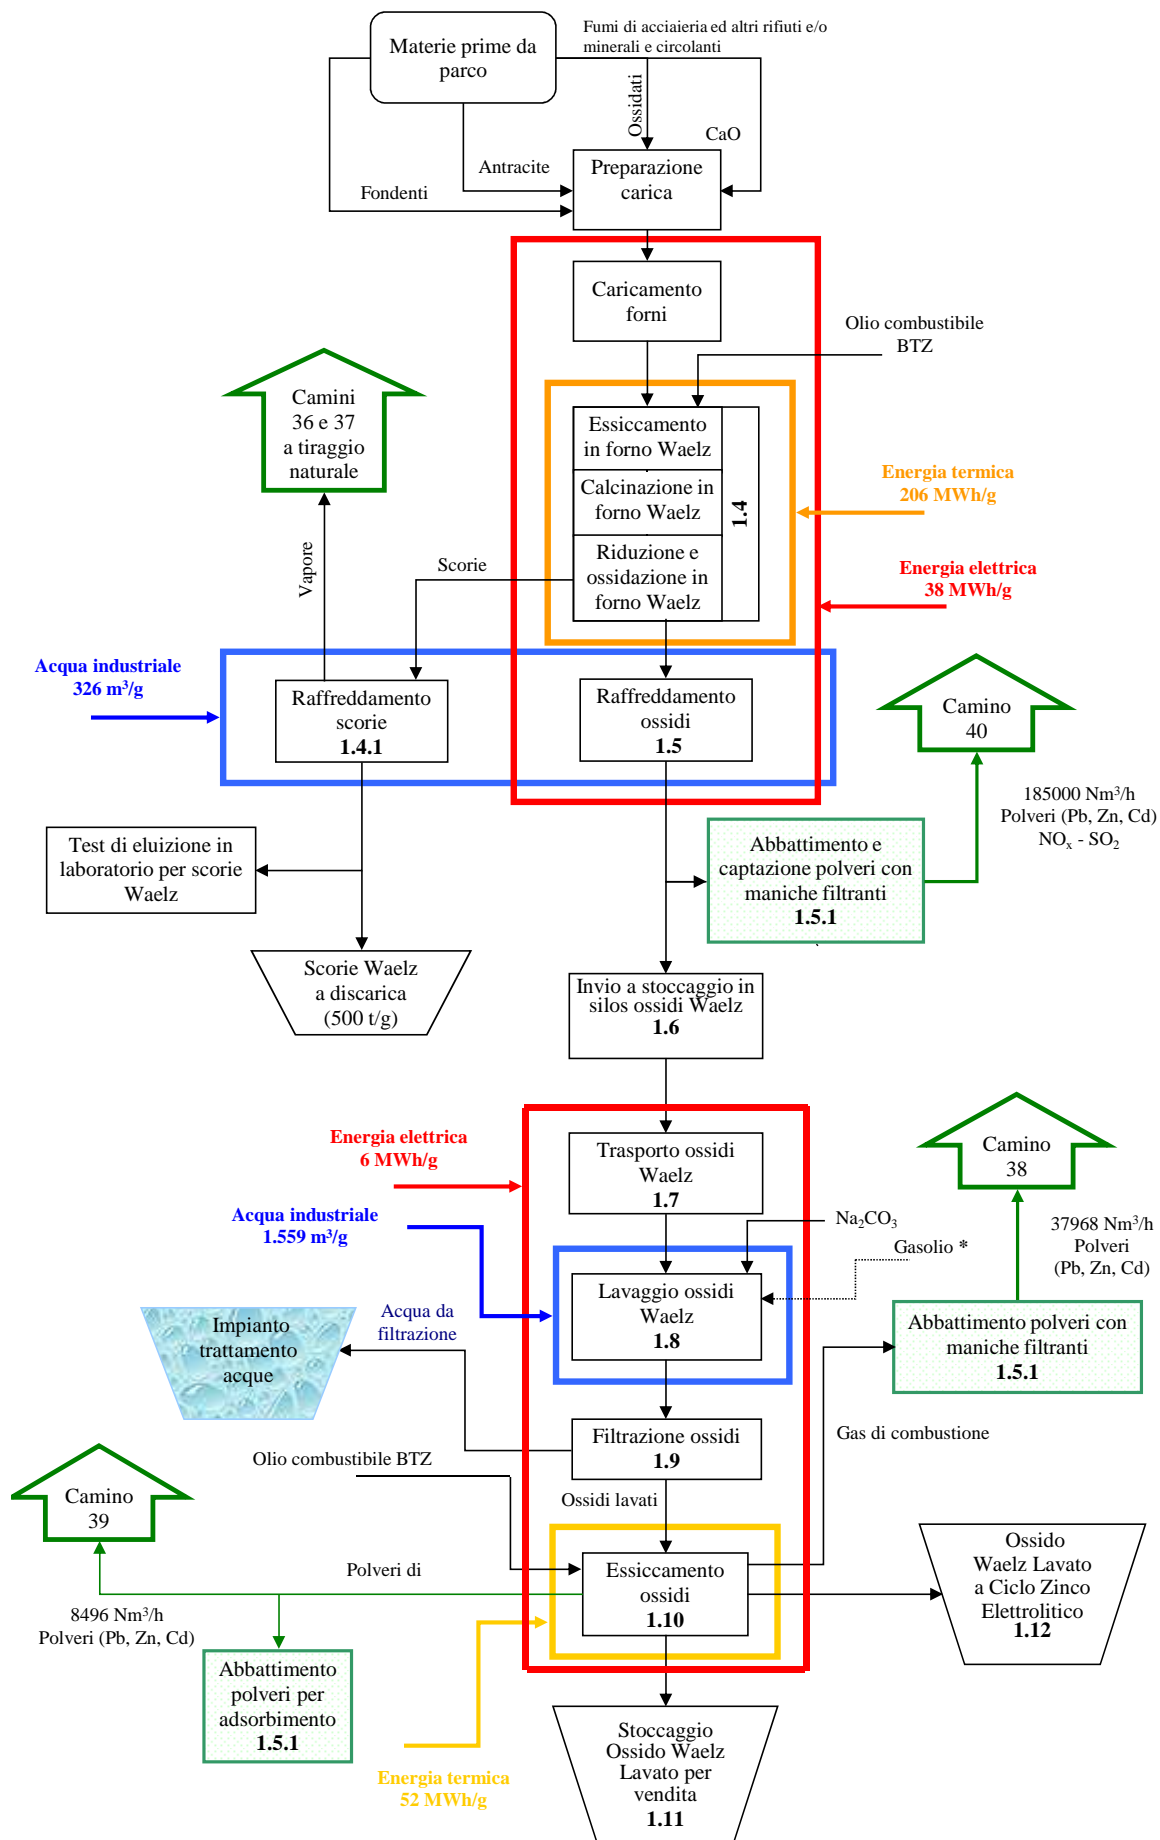 Fumi di acciaieria ed altri rifiuti e/o
minerali e circolanti
Materie prime da
parco
Ossidati
CaO
Antracite
Fondenti
Preparazione
carica
Caricamento
forni
Olio combustibile
BTZ
Camini
36 e 37
a tiraggio
naturale
Essiccamento
in forno Waelz
Calcinazione in
forno Waelz
Riduzione e
ossidazione in
forno Waelz
1.4
Energia termica
206 MWh/g
Energia elettrica
38 MWh/g
Scorie
Vapore
Acqua industriale
326 m³/g
Raffreddamento
scorie
1.4.1
Raffreddamento
ossidi
1.5
Camino
40
185000 Nm³/h
Polveri (Pb, Zn, Cd)
NOₓ - SO₂
Test di eluizione in
laboratorio per scorie
Waelz
Abbattimento e
captazione polveri con
maniche filtranti
1.5.1
Scorie Waelz
a discarica
(500 t/g)
Invio a stoccaggio in
silos ossidi Waelz
1.6
Energia elettrica
6 MWh/g
Trasporto ossidi
Waelz
1.7
Camino
38
Acqua industriale
1.559 m³/g
Na₂CO₃
Gasolio *
37968 Nm³/h
Polveri
(Pb, Zn, Cd)
Lavaggio ossidi
Waelz
1.8
Acqua da
filtrazione
Impianto
trattamento
acque
Abbattimento polveri con
maniche filtranti
1.5.1
Filtrazione ossidi
1.9
Gas di combustione
Olio combustibile BTZ
Ossidi lavati
Camino
39
Polveri di
Essiccamento
ossidi
1.10
Ossido
Waelz Lavato
a Ciclo Zinco
Elettrolitico
1.12
8496 Nm³/h
Polveri (Pb, Zn, Cd)
Abbattimento
polveri per
adsorbimento
1.5.1
Energia termica
52 MWh/g
Stoccaggio
Ossido Waelz
Lavato per
vendita
1.11